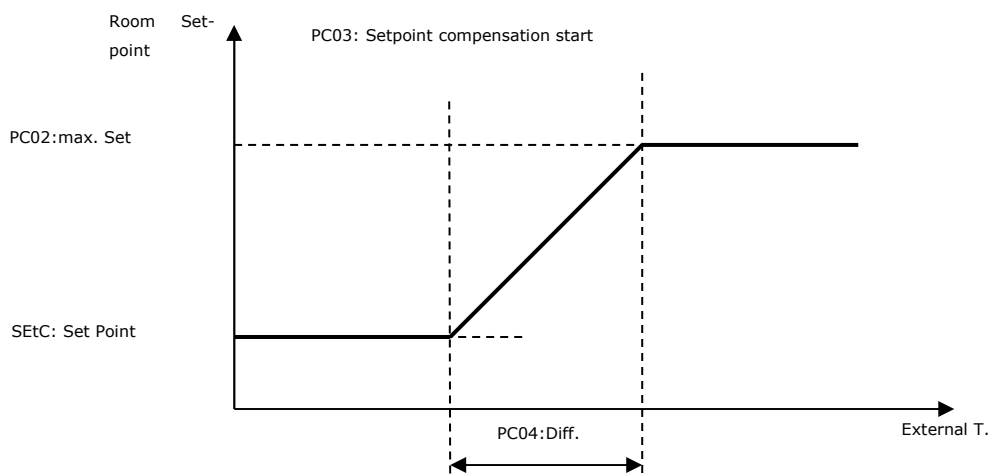 Room Set-
point
PC03: Setpoint compensation start
PC02:max. Set
SEtC: Set Point
External T.
PC04:Diff.